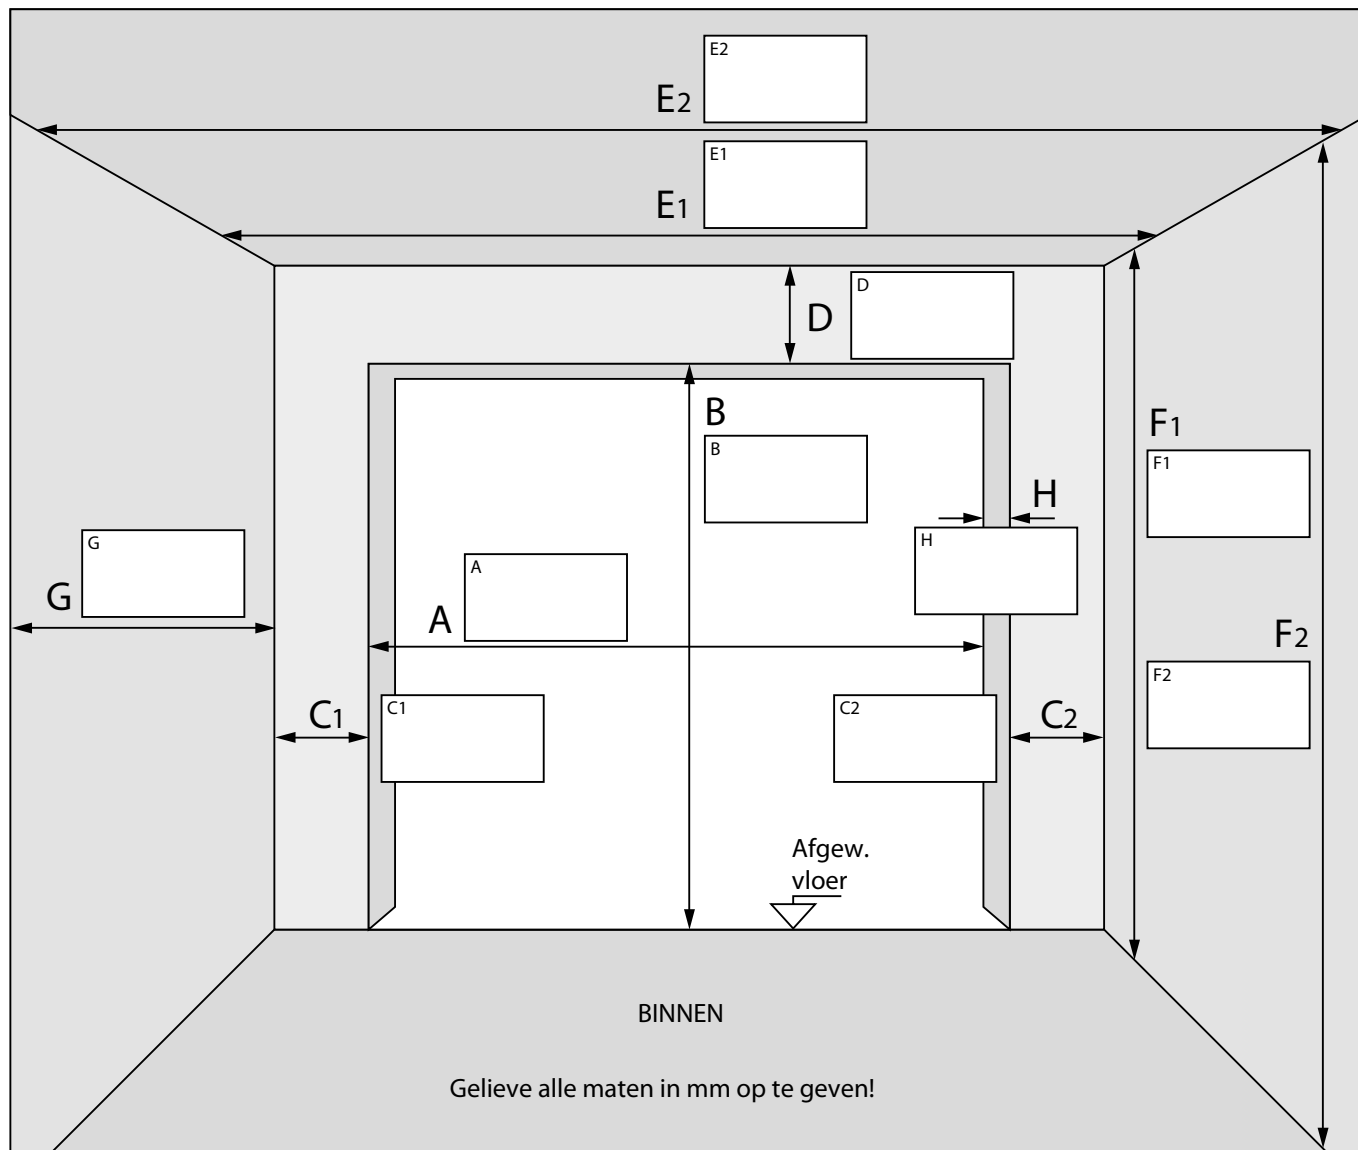 E2
E2
E1
E1
D
D
B
B
F1
F1
H
H
G
G
A
A
F2
F2
C1
C1
C2
C2
Afgew.
vloer
BINNEN
Gelieve alle maten in mm op te geven!